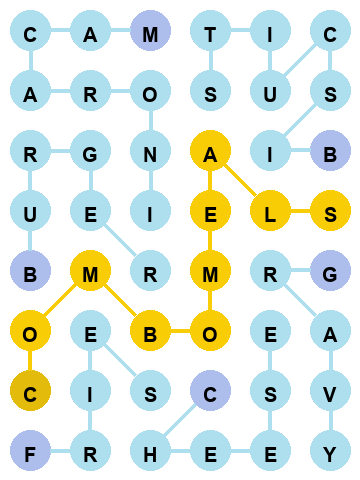 C A M T I C
A R O S U S
R G N A I B
U E I E L S
B M R M R G
O E B O E A
C I S C S V
F R H E E Y